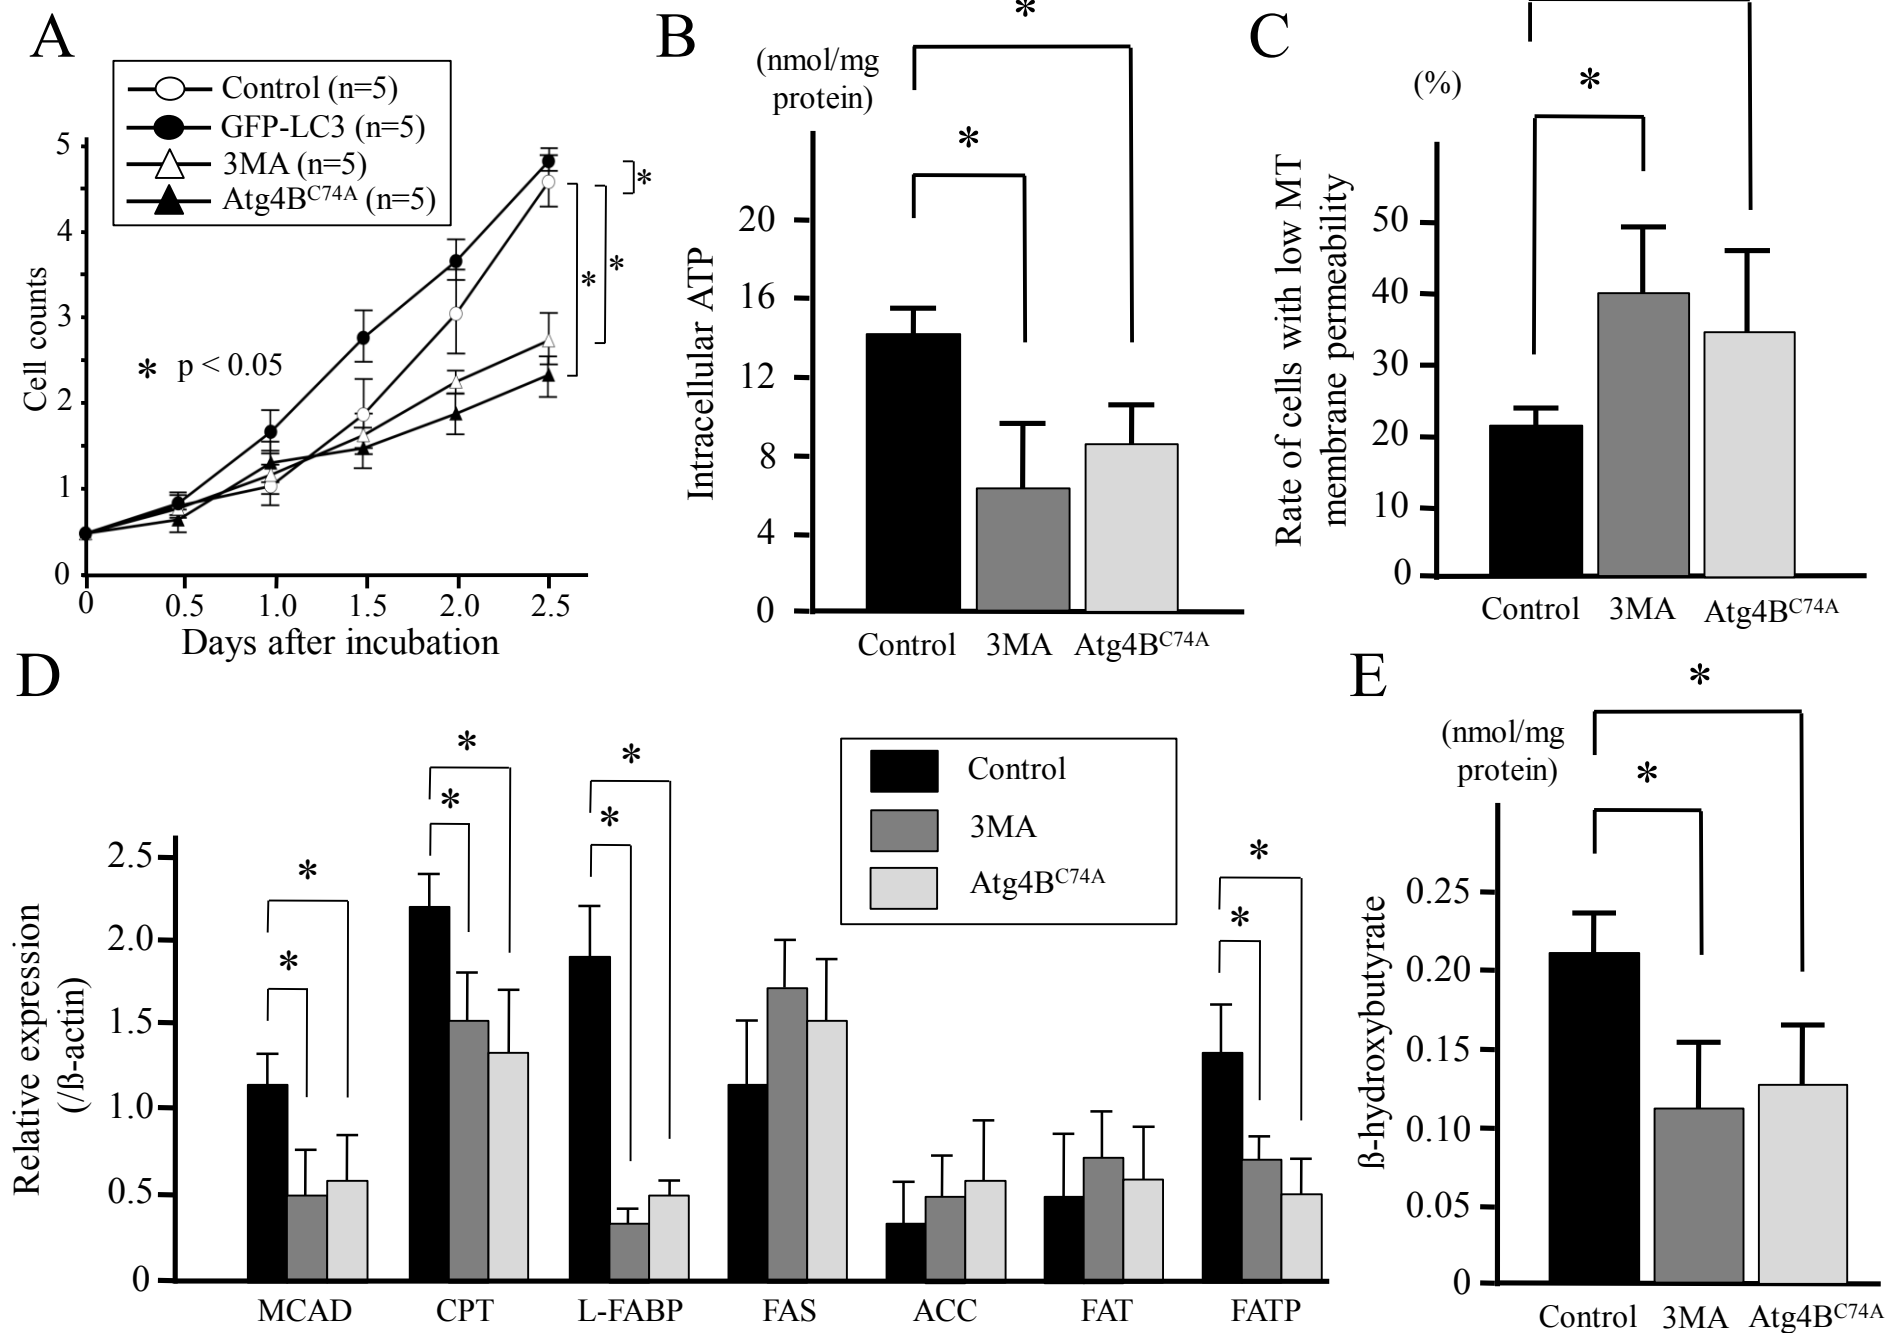 A
Control (n=5)
GFP-LC3 (n=5)
3MA (n=5)
Atg4B^C74A (n=5)
5
4
3
2
1
0
Cell counts
* p < 0.05
*
*
*
0 0.5 1.0 1.5 2.0 2.5
Days after incubation
B
(nmol/mg
protein)
*
*
20
16
12
8
4
0
Intracellular ATP
Control 3MA Atg4B^C74A
C
(%)
*
50
40
30
20
10
0
Rate of cells with low MT
membrane permeability
Control 3MA Atg4B^C74A
D
Control
3MA
Atg4B^C74A
2.5
2.0
1.5
1.0
0.5
0
Relative expression
(/ß-actin)
*
*
*
*
*
*
*
*
MCAD CPT L-FABP FAS ACC FAT FATP
E
(nmol/mg
protein)
*
*
0.25
0.20
0.15
0.10
0.05
0
ß-hydroxybutyrate
Control 3MA Atg4B^C74A